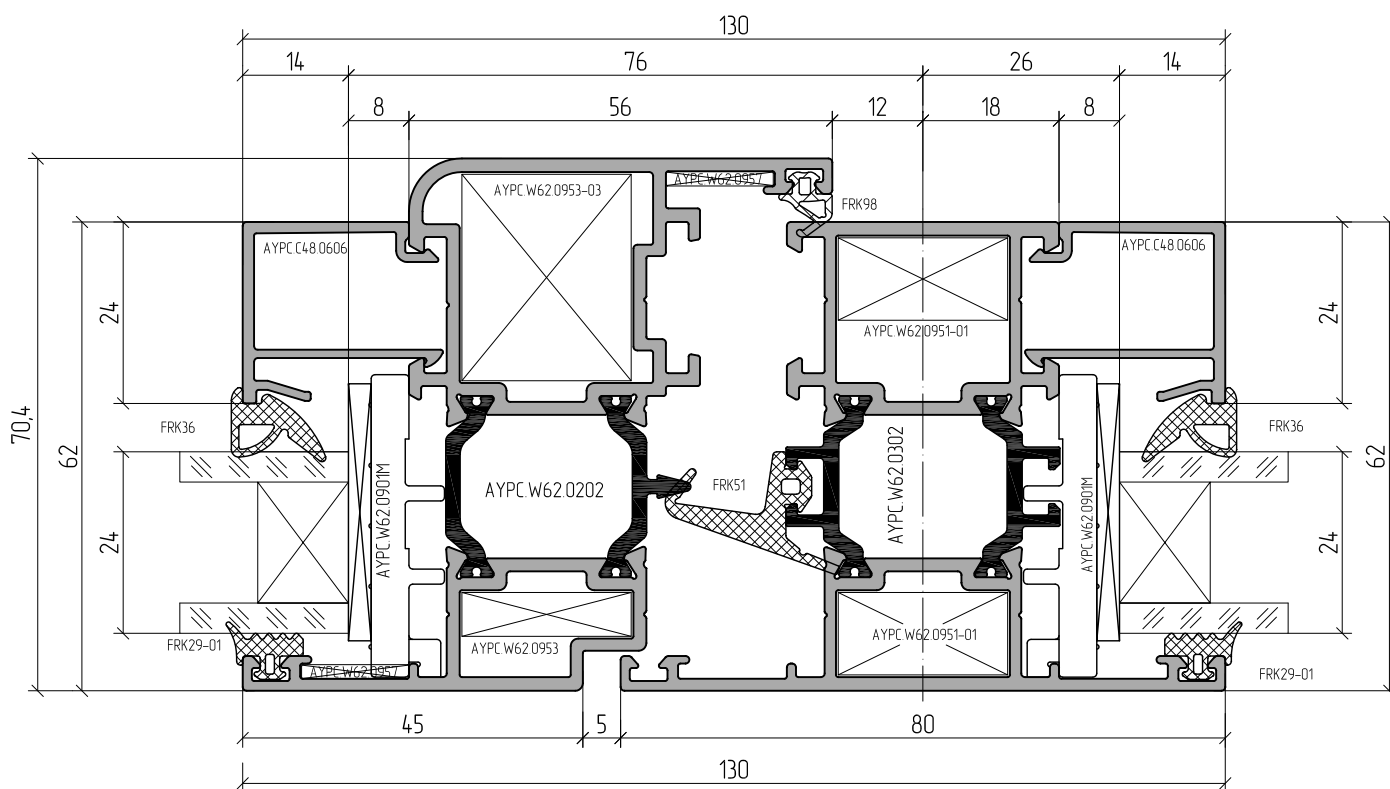 130
14
76
26
14
8
56
12
18
8
AYPC.W62.0953-03
AYPC.W62.0957
FRK98
AYPC.C48.0606
AYPC.C48.0606
24
24
AYPC.W62.0951-01
70,4
62
62
FRK36
FRK36
AYPC.W62.0901M
AYPC.W62.0202
FRK51
AYPC.W62.0302
AYPC.W62.0901M
24
24
FRK29-01
AYPC.W62.0953
AYPC.W62.0951-01
AYPC.W62.0957
FRK29-01
45
5
80
130